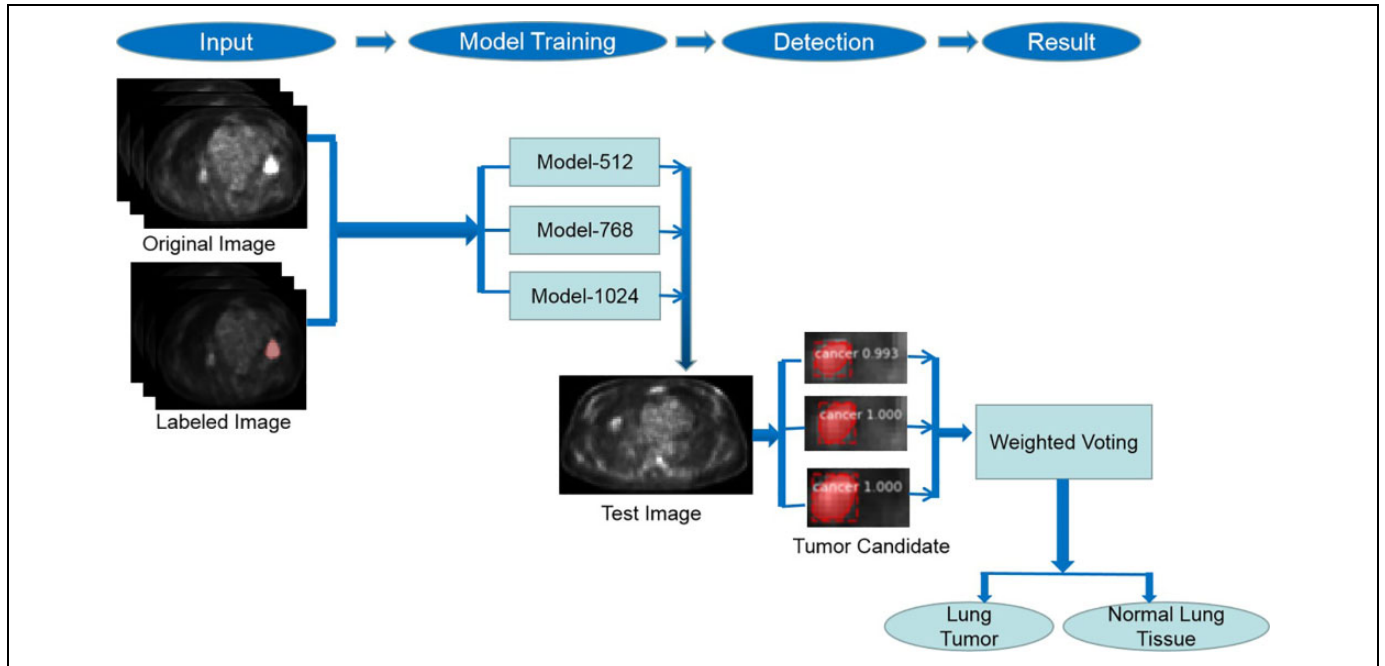 Input
Model Training
Detection
Result
Original Image
Labeled Image
Model-512
Model-768
Model-1024
Test Image
cancer 0.993
cancer 1.000
cancer 1.000
Tumor Candidate
Weighted Voting
Lung
Tumor
Normal Lung
Tissue